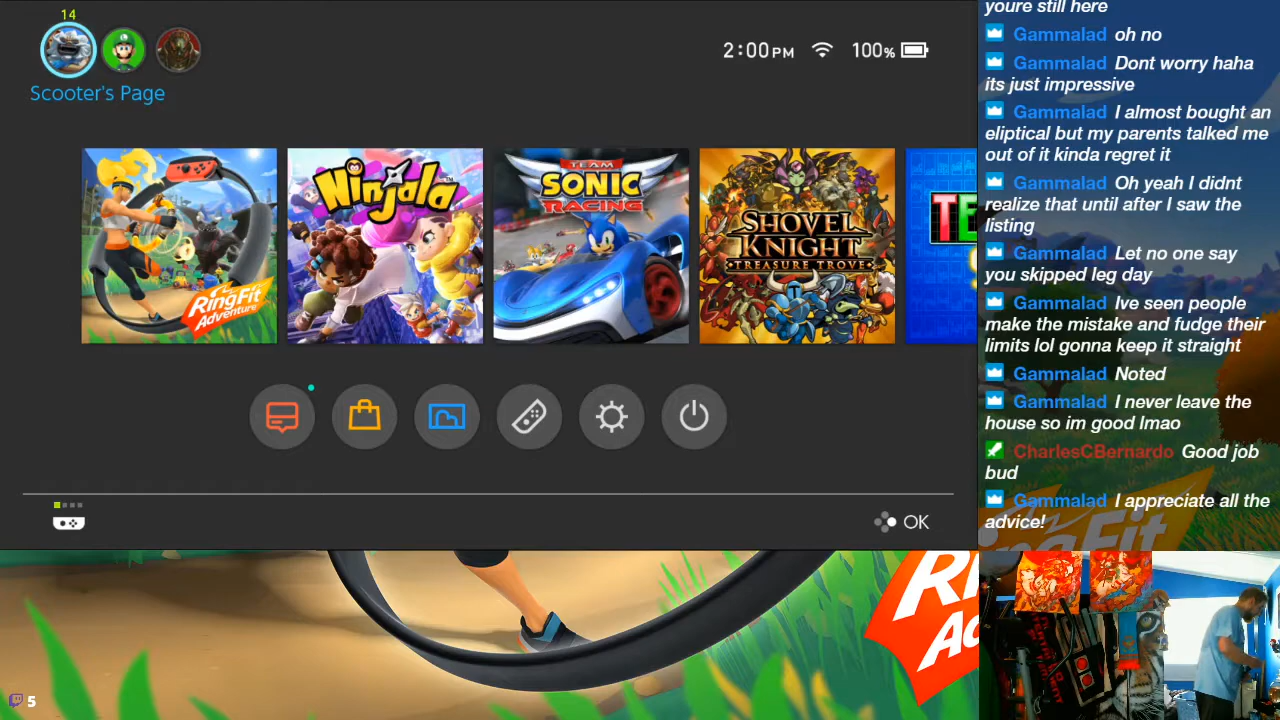 14
Scooter's Page
2:00PM 100%
RingFit
Adventure
Ninjala
TEAM
SONIC
RACING
SHOVEL
KNIGHT
TREASURE TROVE
TE
OK
youre still here
Gammalad oh no
Gammalad Dont worry haha
its just impressive
Gammalad I almost bought an
eliptical but my parents talked me
out of it kinda regret it
Gammalad Oh yeah I didnt
realize that until after I saw the
listing
Gammalad Let no one say
you skipped leg day
Gammalad Ive seen people
make the mistake and fudge their
limits lol gonna keep it straight
Gammalad Noted
Gammalad I never leave the
house so im good lmao
CharlesCBernardo Good job
bud
Gammalad I appreciate all the
advice!
RingFit
Ri
Ad
5